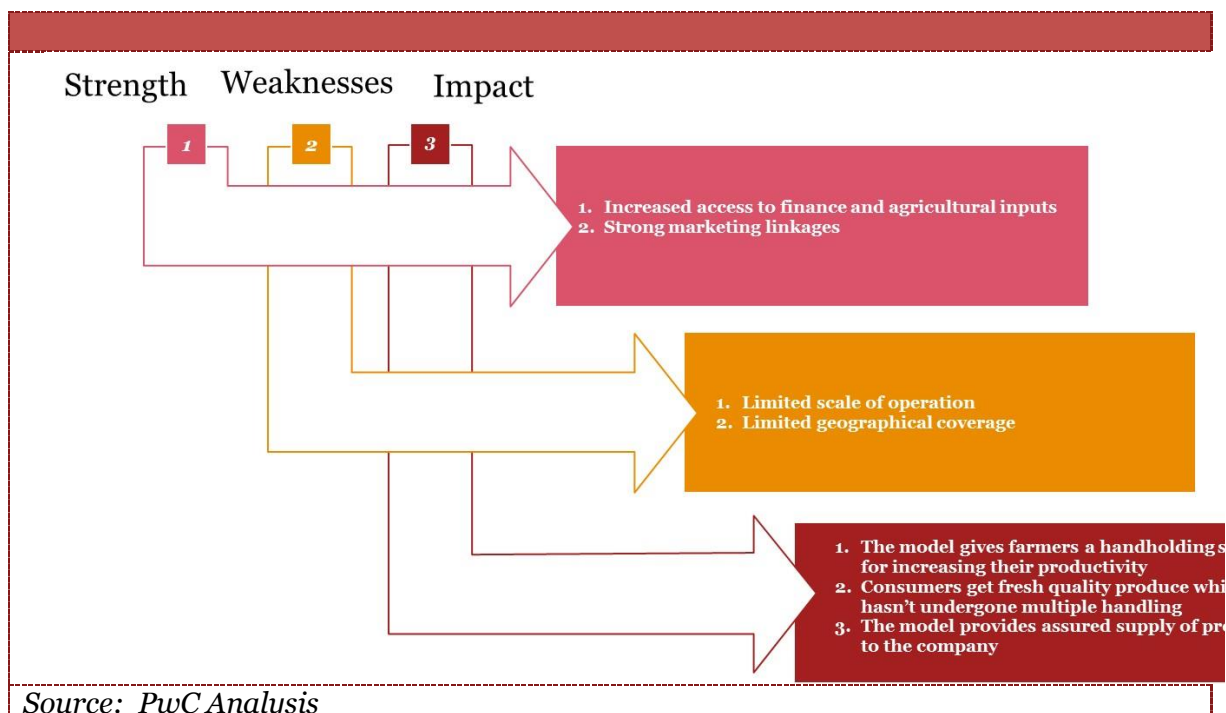 Strength Weaknesses Impact
1 2 3
1. Increased access to finance and agricultural inputs
2. Strong marketing linkages
1. Limited scale of operation
2. Limited geographical coverage
1. The model gives farmers a handholding
for increasing their productivity
2. Consumers get fresh quality produce
hasn't undergone multiple handling
3. The model provides assured supply of
to the company
Source: PwC Analysis